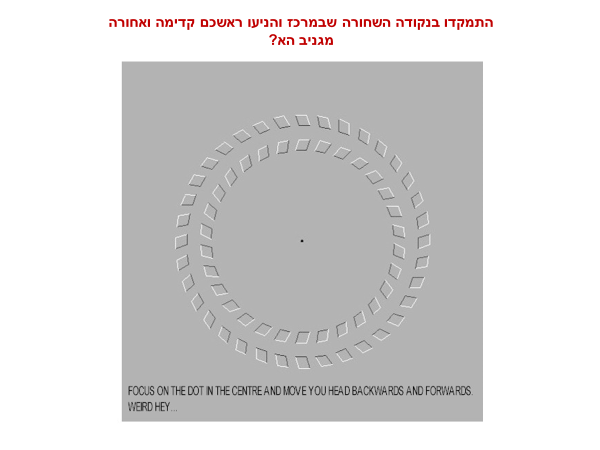 התמקדו בנקודה השחורה שבמרכז והניעו ראשכם קדימה ואחורה
מגניב הא?
FOCUS ON THE DOT IN THE CENTRE AND MOVE YOU HEAD BACKWARDS AND FORWARDS.
WEIRD HEY...